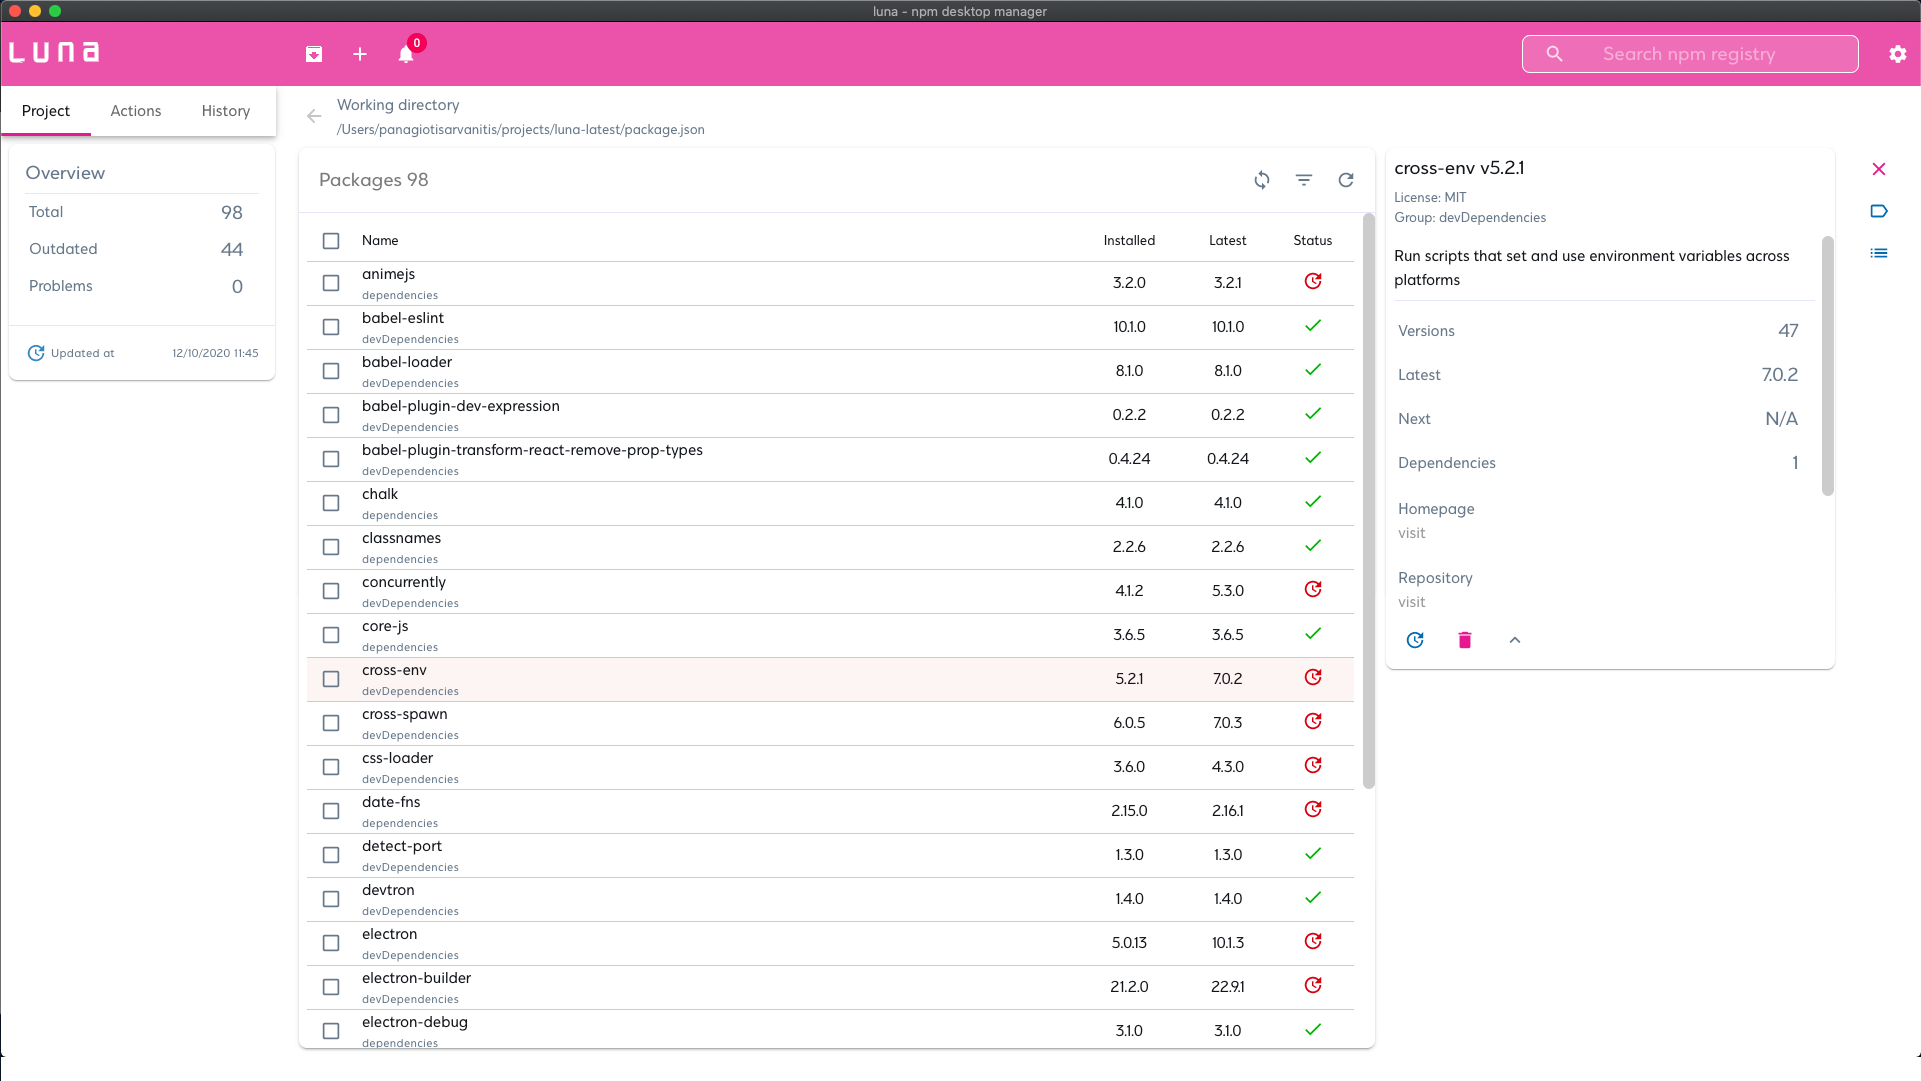 luna - npm desktop manager
Luna
0
Search npm registry
Project
Actions
History
Working directory
/Users/panagiotisarvanitis/projects/luna-latest/package.json
Overview
Total 98
Outdated 44
Problems 0
Updated at 12/10/2020 11:45
Packages 98
Name Installed Latest Status
animejs
dependencies
3.2.0 3.2.1
babel-eslint
devDependencies
10.1.0 10.1.0
babel-loader
devDependencies
8.1.0 8.1.0
babel-plugin-dev-expression
devDependencies
0.2.2 0.2.2
babel-plugin-transform-react-remove-prop-types
devDependencies
0.4.24 0.4.24
chalk
dependencies
4.1.0 4.1.0
classnames
dependencies
2.2.6 2.2.6
concurrently
devDependencies
4.1.2 5.3.0
core-js
dependencies
3.6.5 3.6.5
cross-env
devDependencies
5.2.1 7.0.2
cross-spawn
devDependencies
6.0.5 7.0.3
css-loader
devDependencies
3.6.0 4.3.0
date-fns
dependencies
2.15.0 2.16.1
detect-port
devDependencies
1.3.0 1.3.0
devtron
devDependencies
1.4.0 1.4.0
electron
devDependencies
5.0.13 10.1.3
electron-builder
devDependencies
21.2.0 22.9.1
electron-debug
dependencies
3.1.0 3.1.0
cross-env v5.2.1
License: MIT
Group: devDependencies
Run scripts that set and use environment variables across
platforms
Versions 47
Latest 7.0.2
Next N/A
Dependencies 1
Homepage
visit
Repository
visit